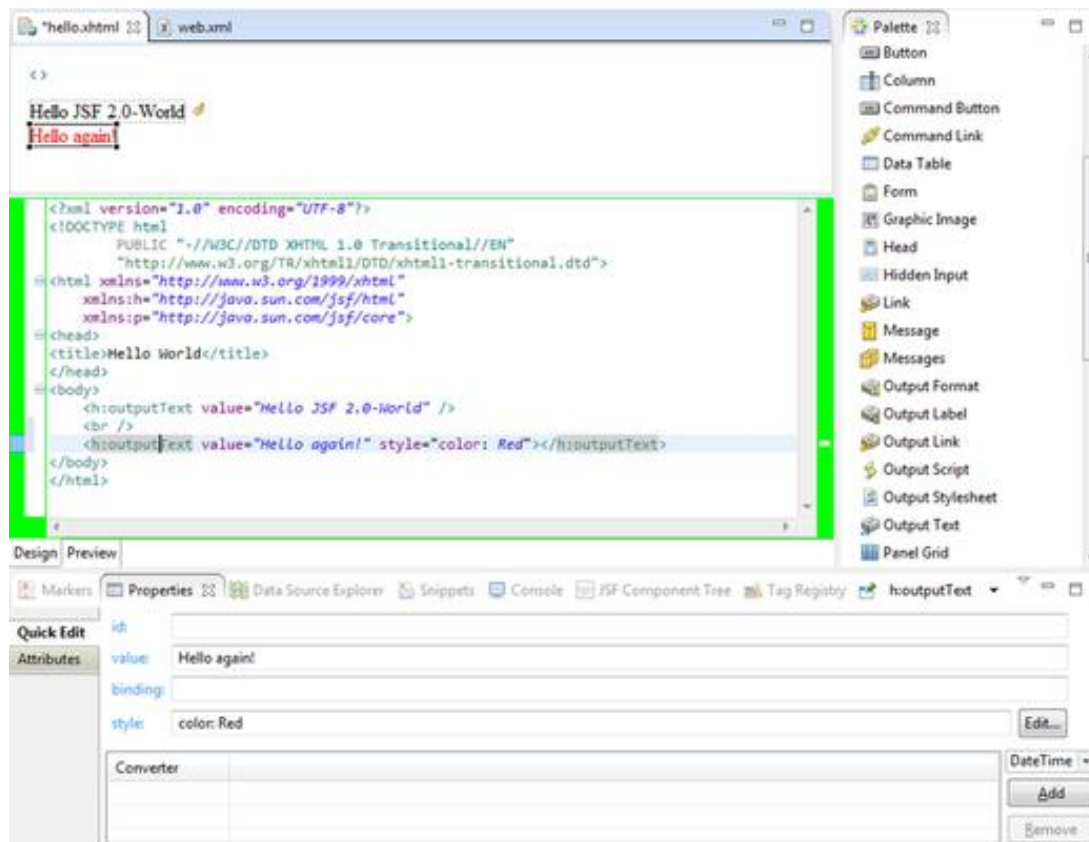 *hello.xhtml
web.xml
Hello JSF 2.0-World
Hello again!
<?xml version="1.0" encoding="UTF-8"?>
<!DOCTYPE html
PUBLIC "-//W3C//DTD XHTML 1.0 Transitional//EN"
"http://www.w3.org/TR/xhtml1/DTD/xhtml1-transitional.dtd">
<html xmlns="http://www.w3.org/1999/xhtml"
xmlns:h="http://java.sun.com/jsf/html"
xmlns:p="http://java.sun.com/jsf/core">
<head>
<title>Hello World</title>
</head>
<body>
<h:outputText value="Hello JSF 2.0-World" />
<br />
<h:outputText value="Hello again!" style="color: Red"></h:outputText>
</body>
</html>
Design Preview
Palette
Button
Column
Command Button
Command Link
Data Table
Form
Graphic Image
Head
Hidden Input
Link
Message
Messages
Output Format
Output Label
Output Link
Output Script
Output Stylesheet
Output Text
Panel Grid
Markers Properties Data Source Explorer Snippets Console JSF Component Tree Tag Registry h:outputText
Quick Edit
Attributes
id:
value: Hello again!
binding:
style: color: Red Edit...
Converter
DateTime
Add
Remove